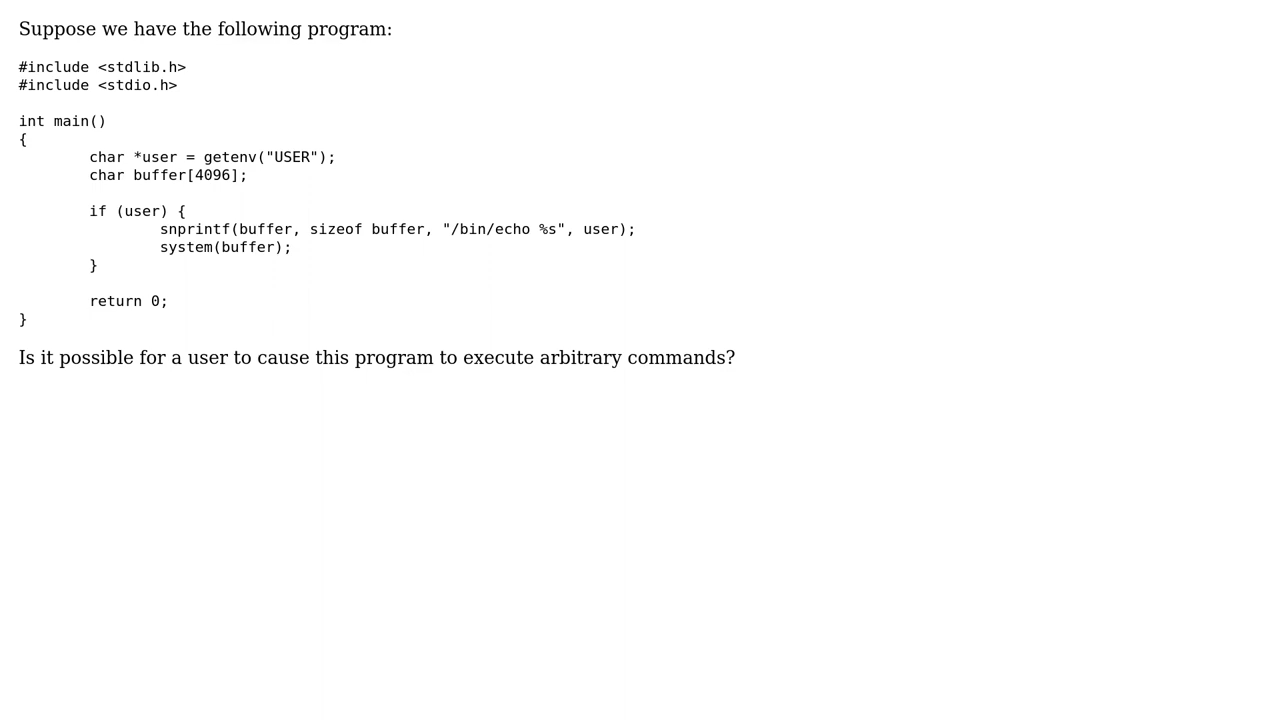 Suppose we have the following program:
#include <stdlib.h>
#include <stdio.h>
int main()
{
        char *user = getenv("USER");
        char buffer[4096];
        if (user) {
                snprintf(buffer, sizeof buffer, "/bin/echo %s", user);
                system(buffer);
        }
        return 0;
}
Is it possible for a user to cause this program to execute arbitrary commands?